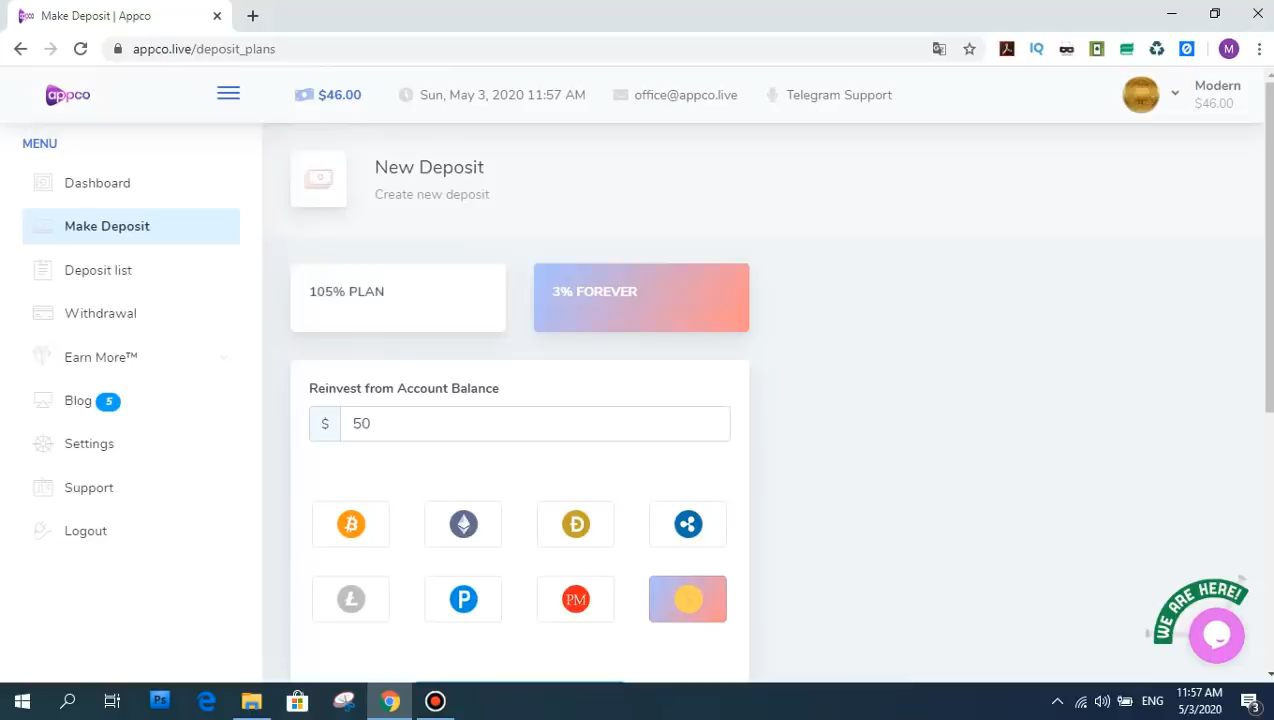 Make Deposit | Appco
appco.live/deposit_plans
IQ
M
appco
$46.00
Sun, May 3, 2020 11:57 AM
office@appco.live
Telegram Support
Modern
$46.00
MENU
Dashboard
Make Deposit
Deposit list
Withdrawal
Earn More™
Blog 5
Settings
Support
Logout
New Deposit
Create new deposit
105% PLAN
3% FOREVER
Reinvest from Account Balance
$ 50
PM
WE ARE HERE!
Ps
ENG
11:57 AM
5/3/2020
3